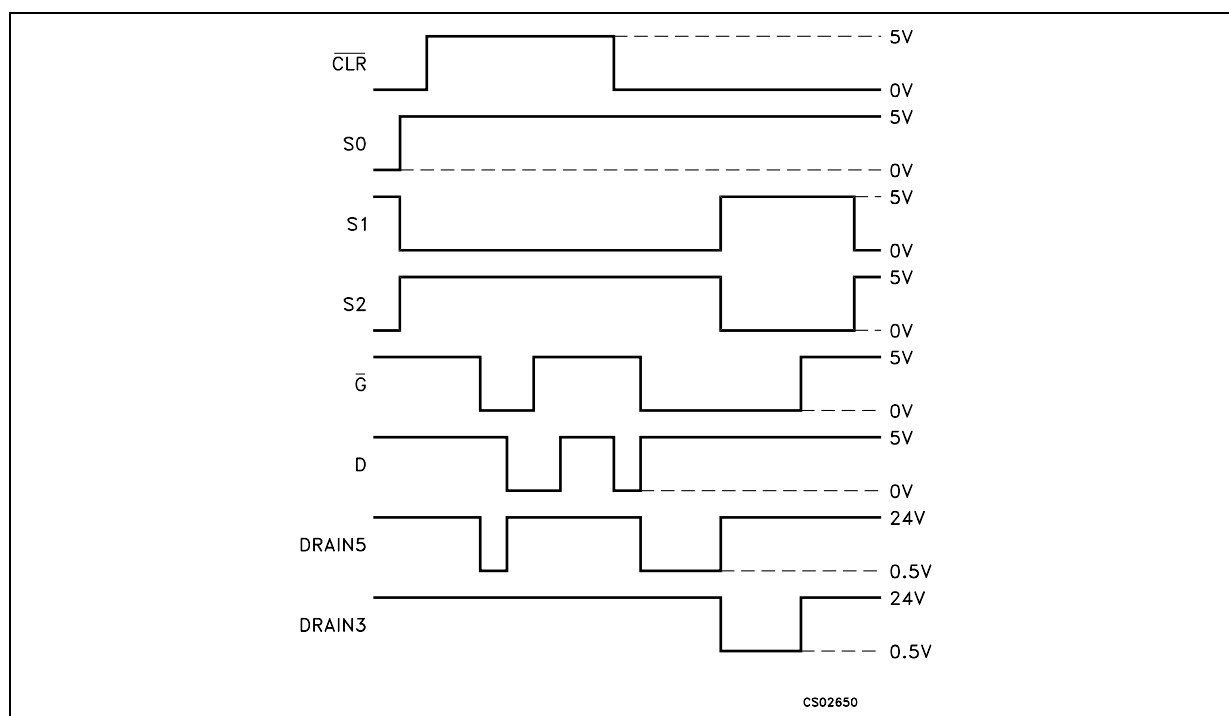 C̅L̅R̅ 5V
0V
S0 5V
0V
S1 5V
0V
S2 5V
0V
G̅ 5V
0V
D 5V
0V
DRAIN5 24V
0.5V
DRAIN3 24V
0.5V
CS02650